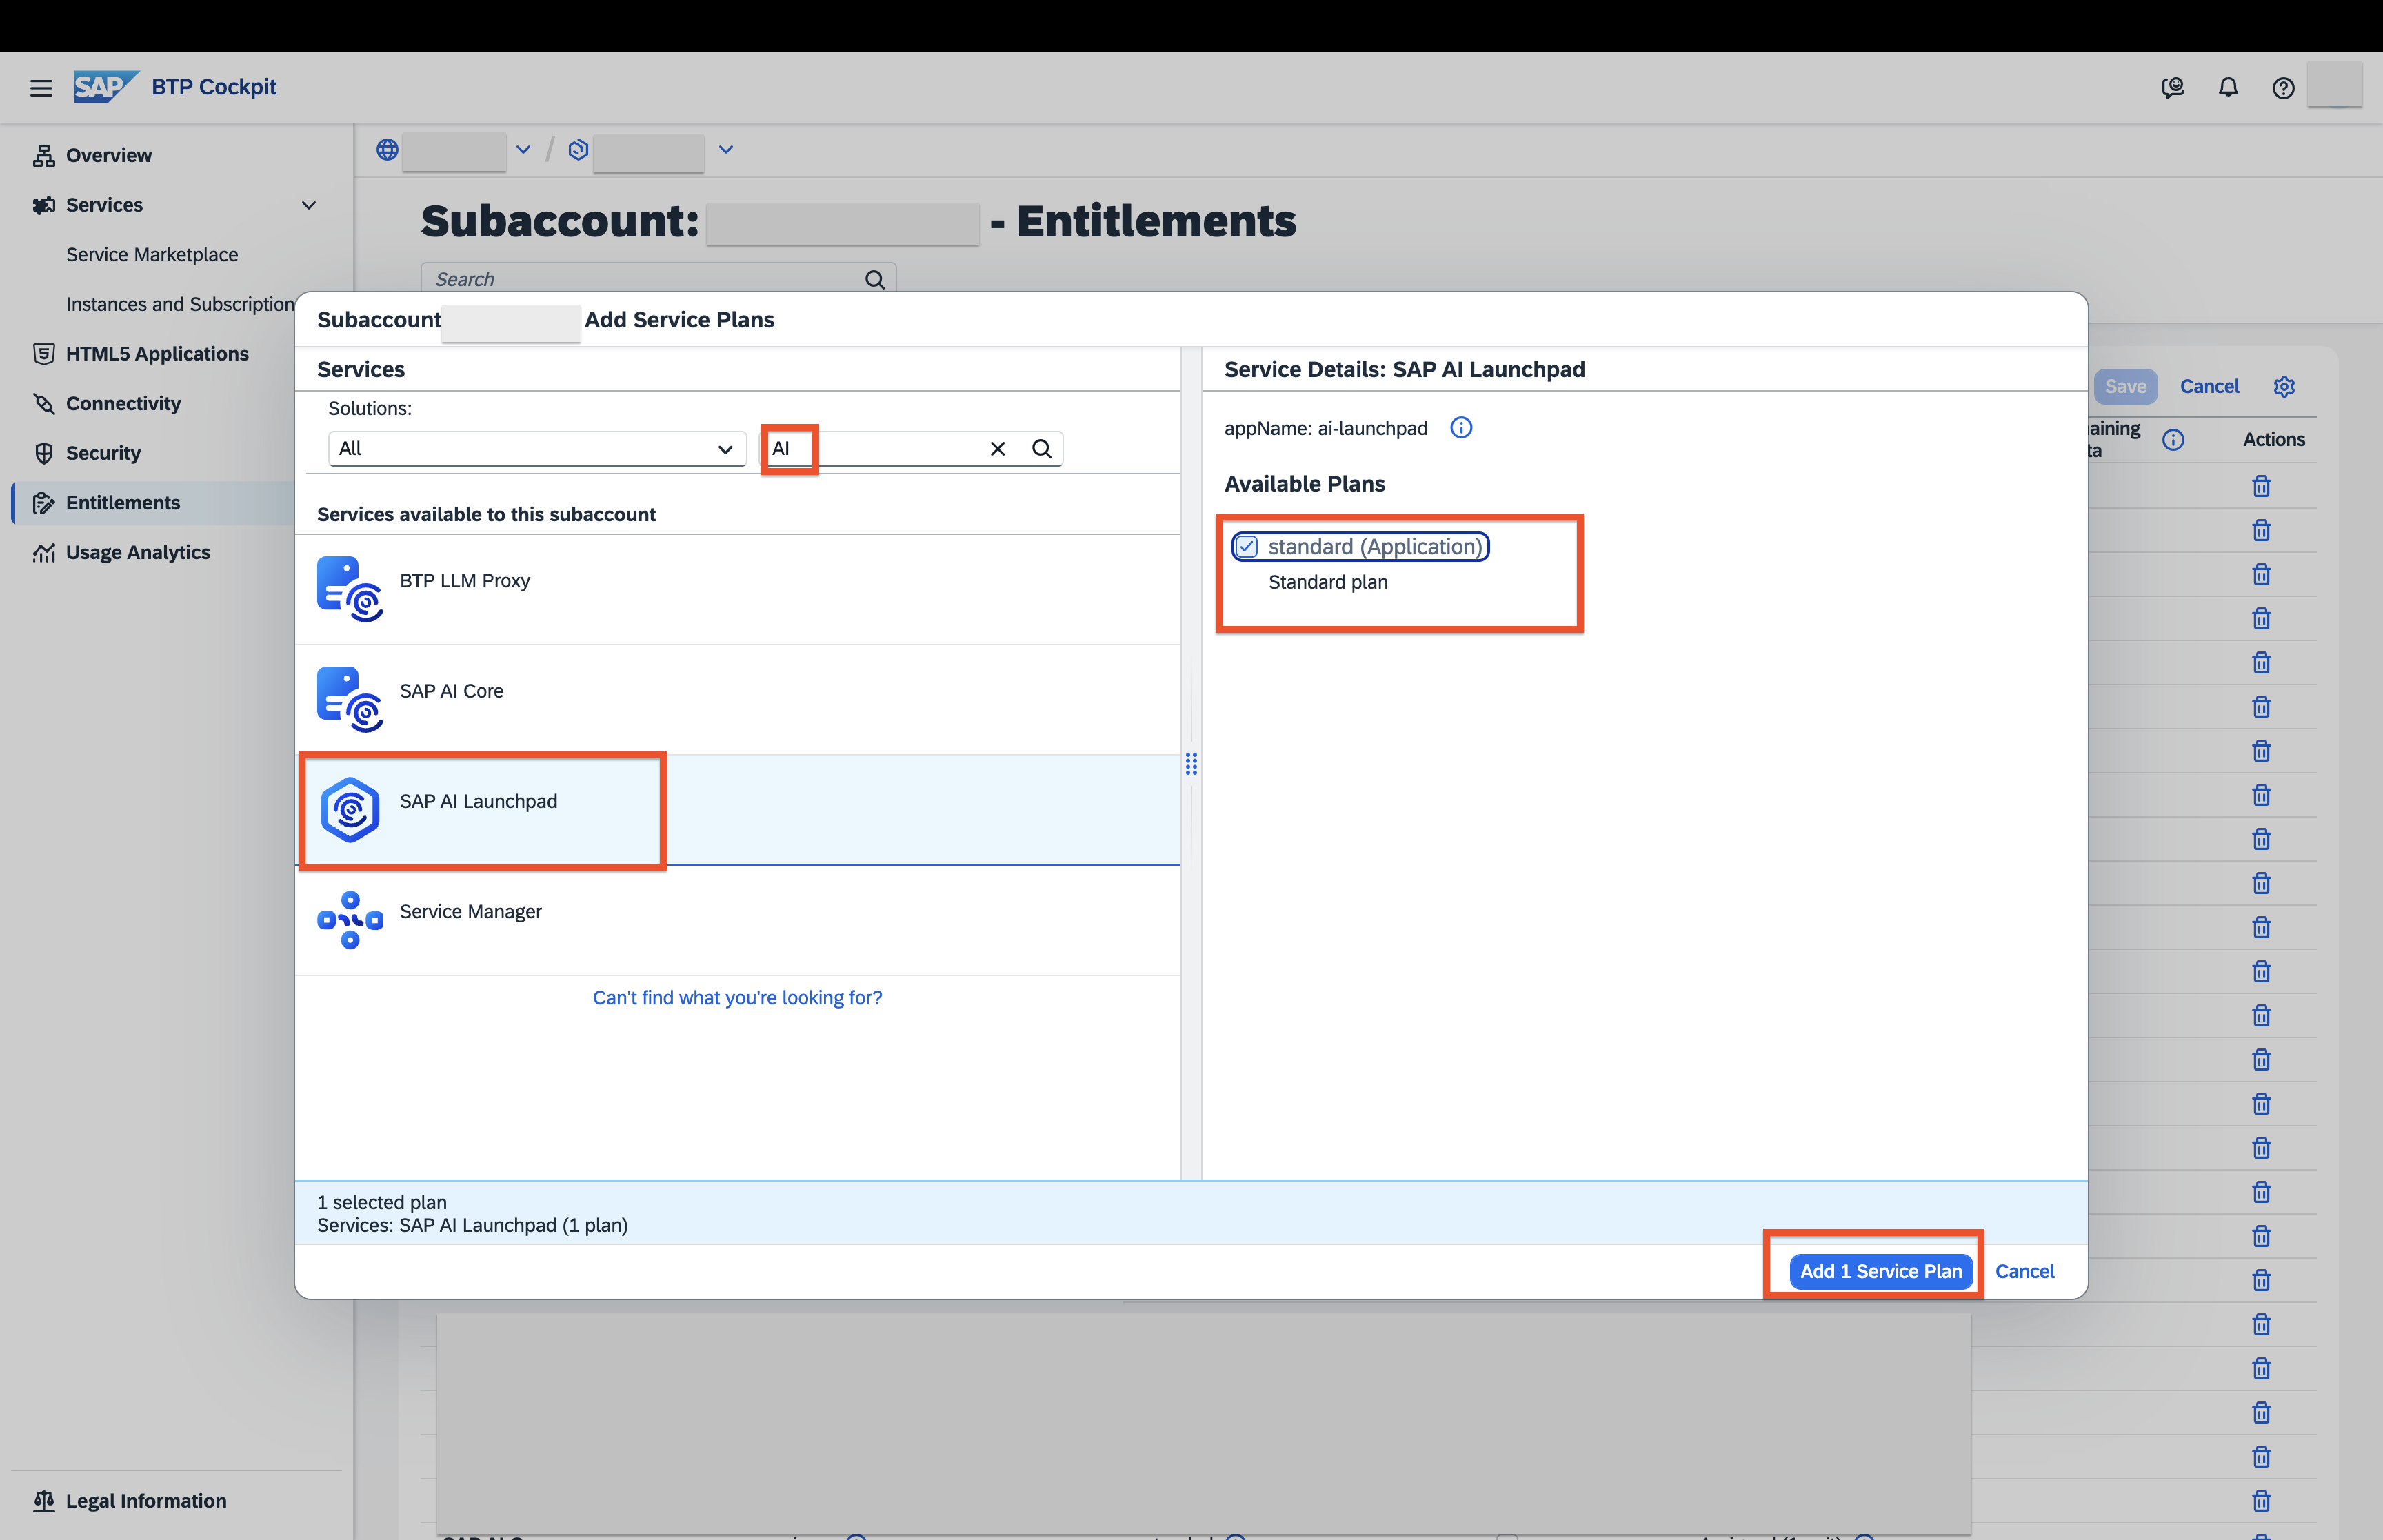 SAP BTP Cockpit
Overview
Services
Service Marketplace
Instances and Subscription
HTML5 Applications
Connectivity
Security
Entitlements
Usage Analytics
Legal Information
/
Subaccount: - Entitlements
Search
Save Cancel
aining
ta
Actions
Subaccount Add Service Plans
Services
Solutions:
All
AI
Services available to this subaccount
BTP LLM Proxy
SAP AI Core
SAP AI Launchpad
Service Manager
Can't find what you're looking for?
Service Details: SAP AI Launchpad
appName: ai-launchpad
Available Plans
standard (Application)
Standard plan
1 selected plan
Services: SAP AI Launchpad (1 plan)
Add 1 Service Plan Cancel